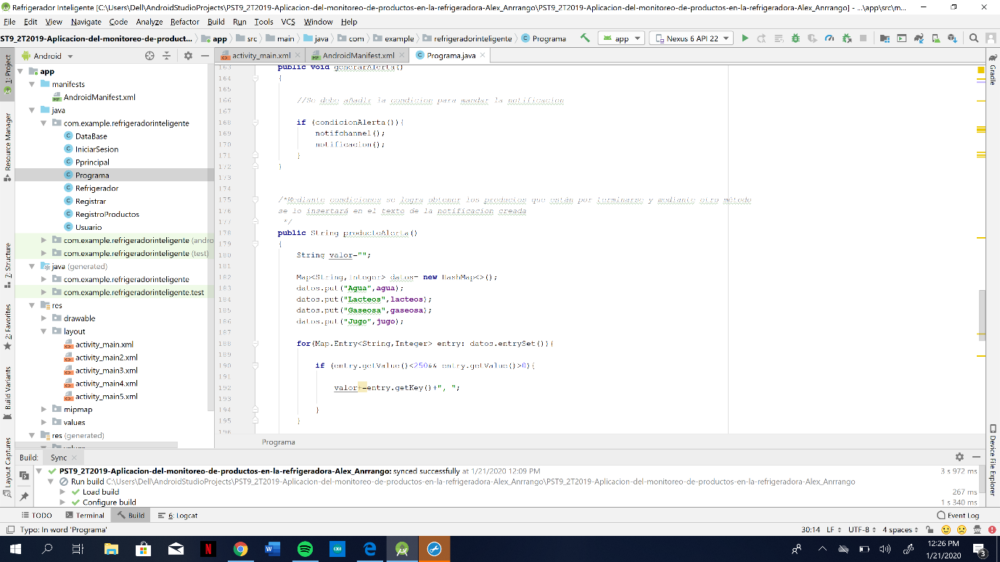 Refrigerador Inteligente [C:\Users\Dell\AndroidStudioProjects\PST9_2T2019-Aplicacion-del-monitoreo-de-productos-en-la-refrigeradora-Alex_Anrrango\PST9_2T2019-Aplicacion-del-monitoreo-de-productos-en-la-refrigeradora-Alex_Anrrango] - ...\app\src\m...
File Edit View Navigate Code Analyze Refactor Build Run Tools VCS Window Help
ST9_2T2019-Aplicacion-del-monitoreo-de-product... app src main java com example refrigeradorinteligente Programa app Nexus 6 API 22
Android activity_main.xml AndroidManifest.xml Programa.java
1: Project
Resource Manager
7: Structure
2: Favorites
Build Variants
Layout Captures
app
manifests
AndroidManifest.xml
java
com.example.refrigeradorinteligente
DataBase
IniciarSesion
Pprincipal
Programa
Refrigerador
Registrar
RegistroProductos
Usuario
com.example.refrigeradorinteligente (andro
com.example.refrigeradorinteligente (test)
java (generated)
com.example.refrigeradorinteligente
com.example.refrigeradorinteligente.test
res
drawable
layout
activity_main.xml
activity_main2.xml
activity_main3.xml
activity_main4.xml
activity_main5.xml
mipmap
values
res (generated)
163 public void generarAlerta()
164 {
165
166 //Se debe añadir la condicion para mandar la notificacion
167
168 if (condicionAlerta()){
169 notifchannel();
170 notificacion();
171 }
172 }
173
174
175 /*Mediante condiciones se logra obtener los productos que están por terminarse y mediante otro método
176 se lo insertará en el texto de la notificacion creada
177 */
178 public String productoAlerta()
179 {
180 String valor="";
181
182 Map<String,Integer> datos= new HashMap<>();
183 datos.put("Agua",agua);
184 datos.put("Lacteos",lacteos);
185 datos.put("Gaseosa",gaseosa);
186 datos.put("Jugo",jugo);
187
188 for(Map.Entry<String,Integer> entry: datos.entrySet()){
189
190 if (entry.getValue()<250&& entry.getValue()>0){
191
192 valor+=entry.getKey()+", ";
193
194 }
195 }
196
Programa
Gradle
Device File Explorer
Build: Sync
PST9_2T2019-Aplicacion-del-monitoreo-de-productos-en-la-refrigeradora-Alex_Anrrango: synced successfully at 1/21/2020 12:09 PM 3 s 972 ms
Run build C:\Users\Dell\AndroidStudioProjects\PST9_2T2019-Aplicacion-del-monitoreo-de-productos-en-la-refrigeradora-Alex_Anrrango\PST9_2T2019-Aplicacion-del-monitoreo-de-productos-en-la-refrigeradora-Alex_Anrrango
Load build 267 ms
Configure build 1 s 340 ms
TODO Terminal Build 6: Logcat Event Log
Typo: In word 'Programa' 30:14 LF UTF-8 4 spaces
12:26 PM
1/21/2020
3